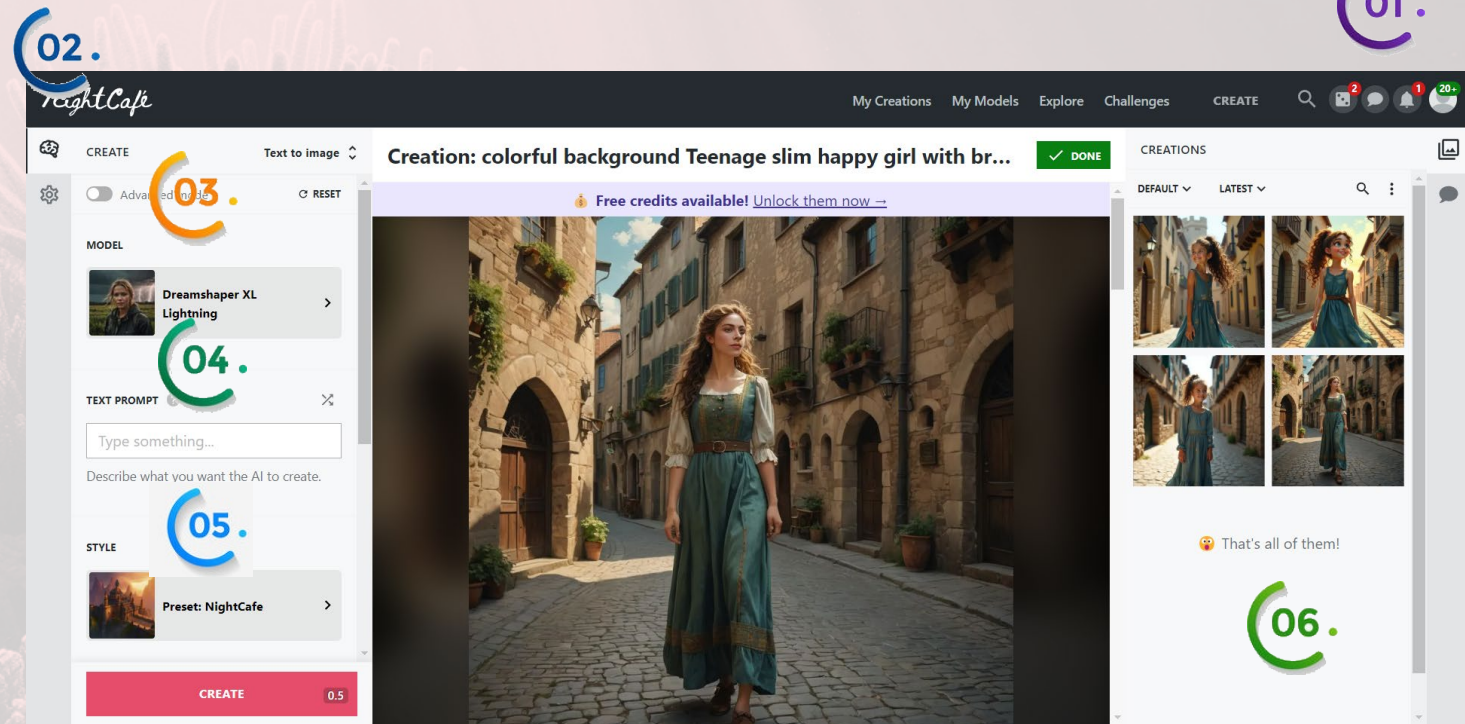 01.
02.
NightCafé
My Creations My Models Explore Challenges CREATE 2 1 20+
CREATE Text to image
Creation: colorful background Teenage slim happy girl with br...
DONE
CREATIONS
03.
Advanced mode RESET
Free credits available! Unlock them now →
DEFAULT LATEST
MODEL
Dreamshaper XL
Lightning
04.
TEXT PROMPT
Type something...
Describe what you want the AI to create.
05.
STYLE
Preset: NightCafe
😲 That's all of them!
06.
CREATE 0.5